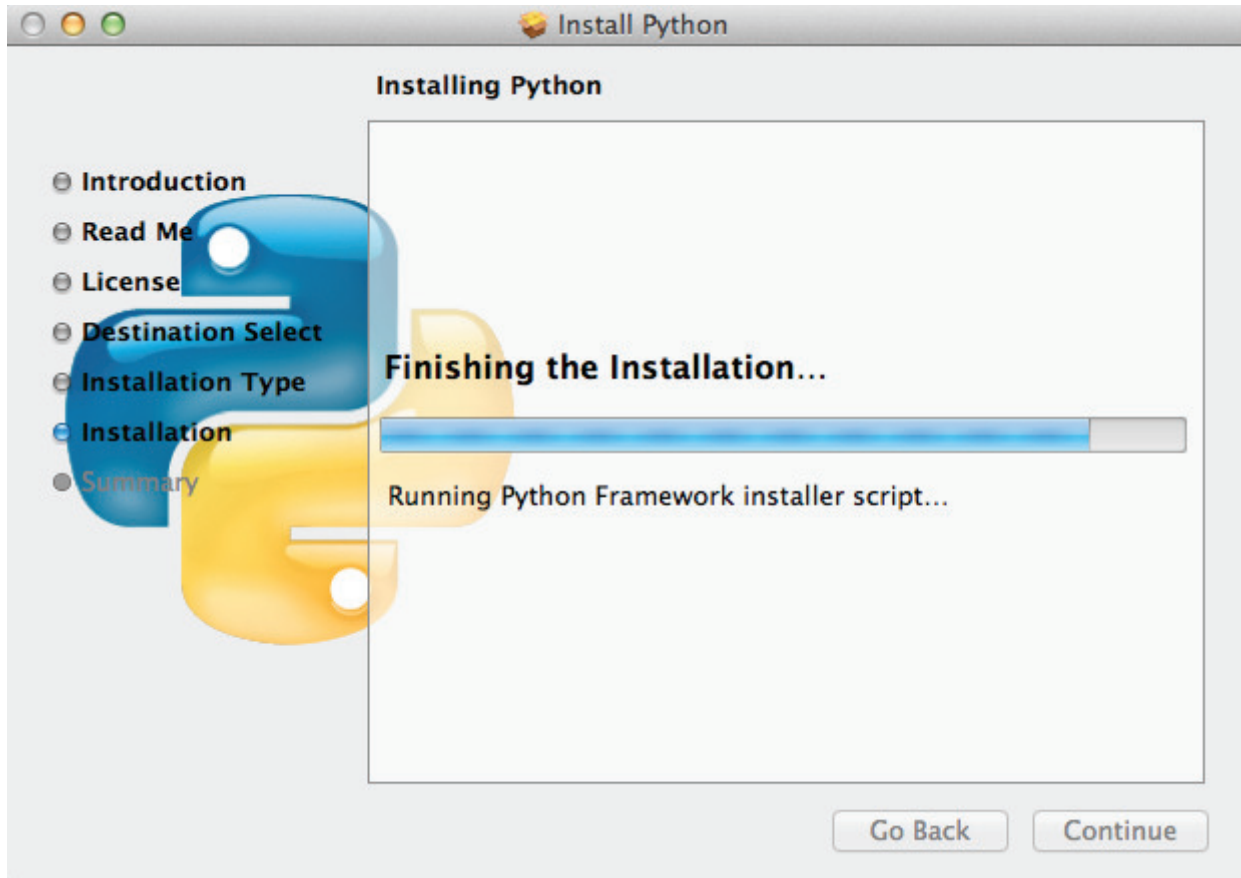 Install Python
Installing Python
Introduction
Read Me
License
Destination Select
Installation Type
Installation
Summary
Finishing the Installation...
Running Python Framework installer script...
Go Back
Continue